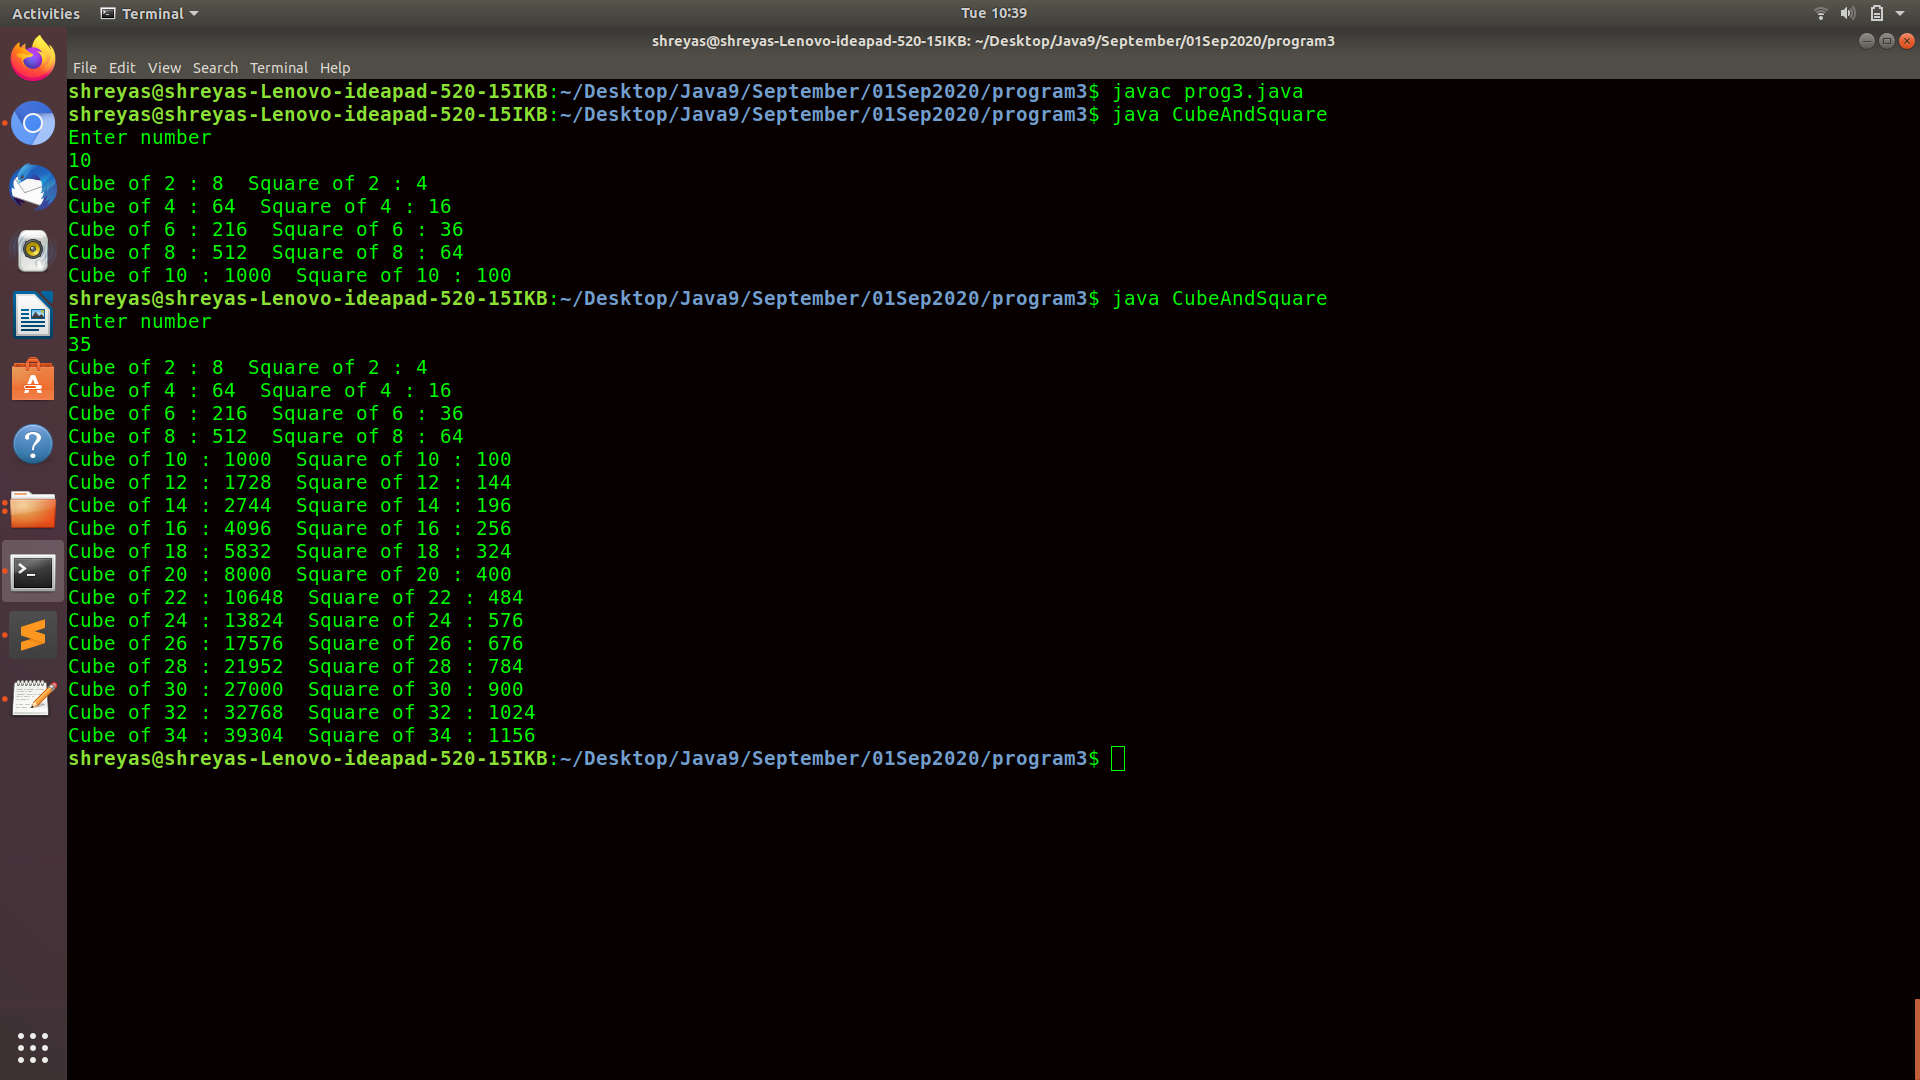 Activities Terminal Tue 10:39
shreyas@shreyas-Lenovo-ideapad-520-15IKB: ~/Desktop/Java9/September/01Sep2020/program3
File Edit View Search Terminal Help
shreyas@shreyas-Lenovo-ideapad-520-15IKB:~/Desktop/Java9/September/01Sep2020/program3$ javac prog3.java
shreyas@shreyas-Lenovo-ideapad-520-15IKB:~/Desktop/Java9/September/01Sep2020/program3$ java CubeAndSquare
Enter number
10
Cube of 2 : 8  Square of 2 : 4
Cube of 4 : 64  Square of 4 : 16
Cube of 6 : 216  Square of 6 : 36
Cube of 8 : 512  Square of 8 : 64
Cube of 10 : 1000  Square of 10 : 100
shreyas@shreyas-Lenovo-ideapad-520-15IKB:~/Desktop/Java9/September/01Sep2020/program3$ java CubeAndSquare
Enter number
35
Cube of 2 : 8  Square of 2 : 4
Cube of 4 : 64  Square of 4 : 16
Cube of 6 : 216  Square of 6 : 36
Cube of 8 : 512  Square of 8 : 64
Cube of 10 : 1000  Square of 10 : 100
Cube of 12 : 1728  Square of 12 : 144
Cube of 14 : 2744  Square of 14 : 196
Cube of 16 : 4096  Square of 16 : 256
Cube of 18 : 5832  Square of 18 : 324
Cube of 20 : 8000  Square of 20 : 400
Cube of 22 : 10648  Square of 22 : 484
Cube of 24 : 13824  Square of 24 : 576
Cube of 26 : 17576  Square of 26 : 676
Cube of 28 : 21952  Square of 28 : 784
Cube of 30 : 27000  Square of 30 : 900
Cube of 32 : 32768  Square of 32 : 1024
Cube of 34 : 39304  Square of 34 : 1156
shreyas@shreyas-Lenovo-ideapad-520-15IKB:~/Desktop/Java9/September/01Sep2020/program3$